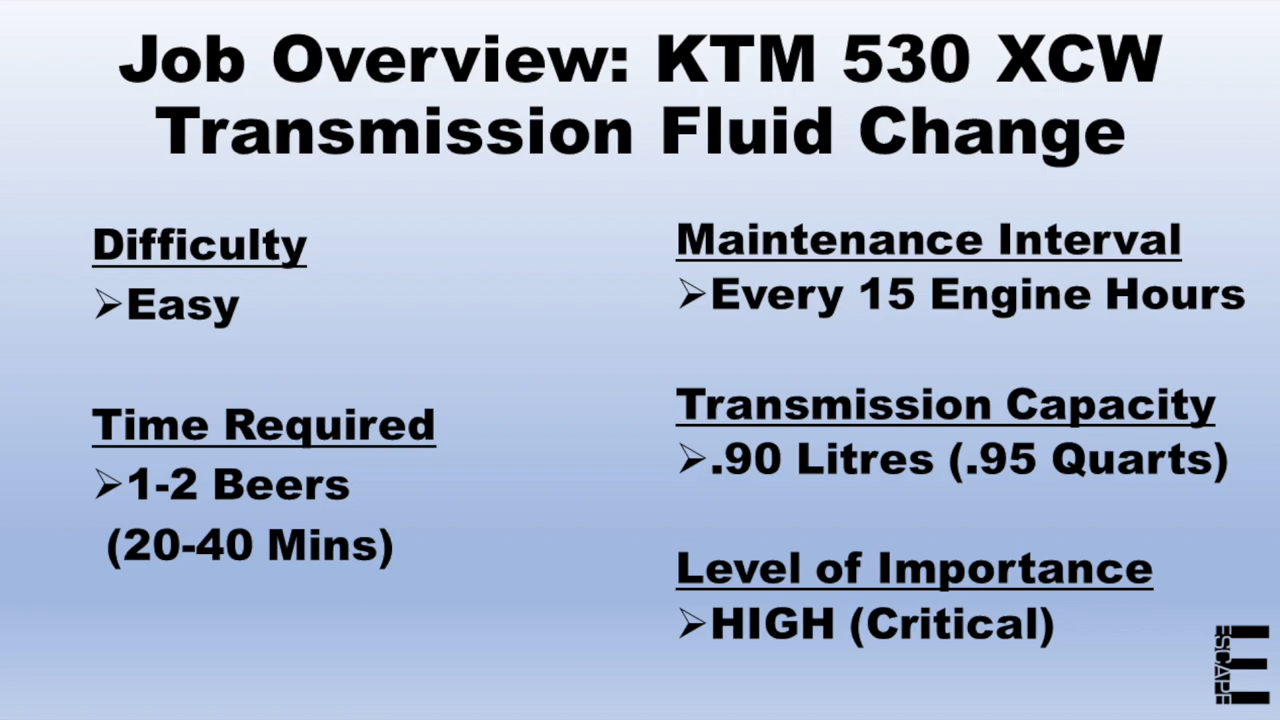 Job Overview: KTM 530 XCW
Transmission Fluid Change
Difficulty
➢Easy
Time Required
➢1-2 Beers
(20-40 Mins)
Maintenance Interval
➢Every 15 Engine Hours
Transmission Capacity
➢.90 Litres (.95 Quarts)
Level of Importance
➢HIGH (Critical)
ESCAPE